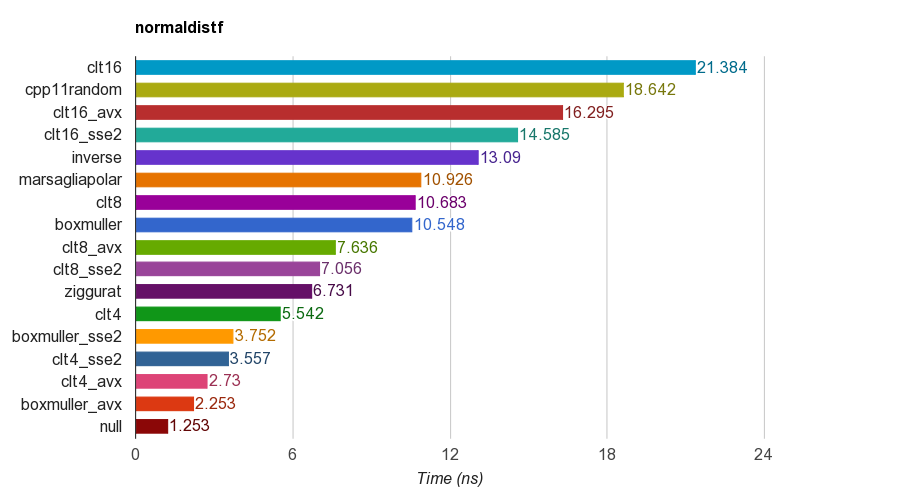 normaldistf
clt16 21.384
cpp11random 18.642
clt16_avx 16.295
clt16_sse2 14.585
inverse 13.09
marsagliapolar 10.926
clt8 10.683
boxmuller 10.548
clt8_avx 7.636
clt8_sse2 7.056
ziggurat 6.731
clt4 5.542
boxmuller_sse2 3.752
clt4_sse2 3.557
clt4_avx 2.73
boxmuller_avx 2.253
null 1.253
0 6 12 18 24
Time (ns)